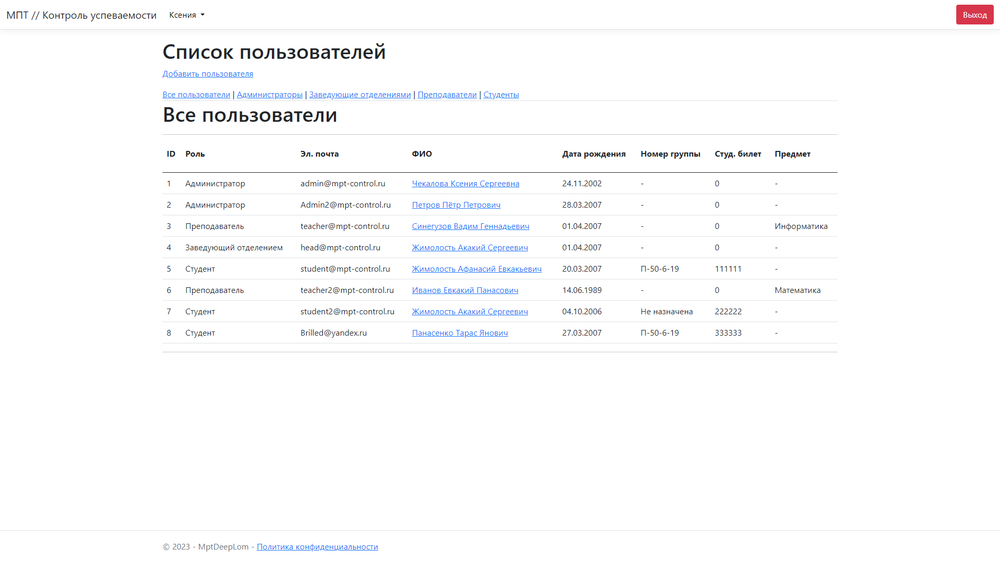 МПТ // Контроль успеваемости Ксения Выход
Список пользователей
Добавить пользователя
Все пользователи | Администраторы | Заведующие отделениями | Преподаватели | Студенты
Все пользователи
ID Роль Эл. почта ФИО Дата рождения Номер группы Студ. билет Предмет
1 Администратор admin@mpt-control.ru Чекалова Ксения Сергеевна 24.11.2002 - 0 -
2 Администратор Admin2@mpt-control.ru Петров Пётр Петрович 28.03.2007 - 0 -
3 Преподаватель teacher@mpt-control.ru Синегузов Вадим Геннадьевич 01.04.2007 - 0 Информатика
4 Заведующий отделением head@mpt-control.ru Жимолость Акакий Сергеевич 01.04.2007 - 0 -
5 Студент student@mpt-control.ru Жимолость Афанасий Евкакьевич 20.03.2007 П-50-6-19 111111 -
6 Преподаватель teacher2@mpt-control.ru Иванов Евкакий Панасович 14.06.1989 - 0 Математика
7 Студент student2@mpt-control.ru Жимолость Акакий Сергеевич 04.10.2006 Не назначена 222222 -
8 Студент Brilled@yandex.ru Панасенко Тарас Янович 27.03.2007 П-50-6-19 333333 -
© 2023 - MptDeepLom - Политика конфиденциальности